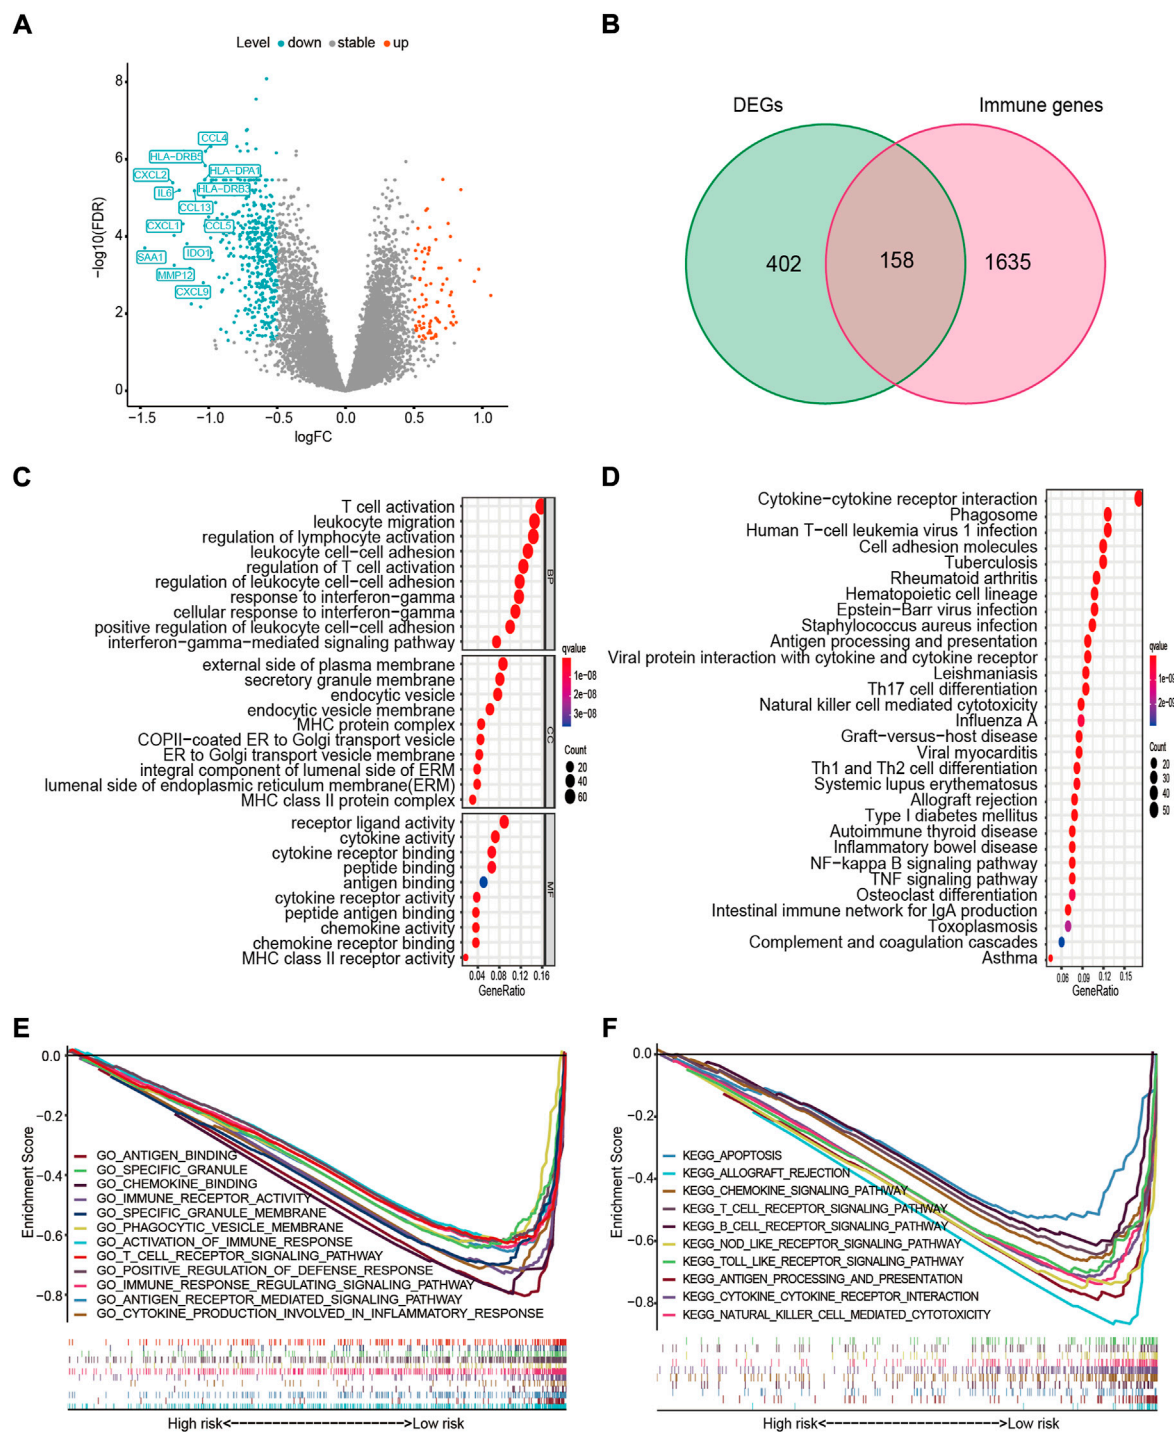 A
Level down stable up
8
6
4
2
0
−log10(FDR)
CCL4
HLA−DRB5
HLA−DPA1
CXCL2
IL6
HLA−DRB3
CCL13
CXCL1
CCL5
IDO1
SAA1
MMP12
CXCL9
−1.5 −1.0 −0.5 0.0 0.5 1.0
logFC
B
DEGs Immune genes
402 158 1635
C
T cell activation
leukocyte migration
regulation of lymphocyte activation
leukocyte cell−cell adhesion
regulation of T cell activation
regulation of leukocyte cell−cell adhesion
response to interferon−gamma
cellular response to interferon−gamma
positive regulation of leukocyte cell−cell adhesion
interferon−gamma−mediated signaling pathway
BP
external side of plasma membrane
secretory granule membrane
endocytic vesicle
endocytic vesicle membrane
MHC protein complex
COPII−coated ER to Golgi transport vesicle
ER to Golgi transport vesicle membrane
integral component of lumenal side of ERM
lumenal side of endoplasmic reticulum membrane(ERM)
MHC class II protein complex
CC
receptor ligand activity
cytokine activity
cytokine receptor binding
peptide binding
antigen binding
cytokine receptor activity
peptide antigen binding
chemokine activity
chemokine receptor binding
MHC class II receptor activity
MF
0.04 0.08 0.12 0.16
GeneRatio
qvalue
1e−08
2e−08
3e−08
Count
20
40
60
D
Cytokine−cytokine receptor interaction
Phagosome
Human T−cell leukemia virus 1 infection
Cell adhesion molecules
Tuberculosis
Rheumatoid arthritis
Hematopoietic cell lineage
Epstein−Barr virus infection
Staphylococcus aureus infection
Antigen processing and presentation
Viral protein interaction with cytokine and cytokine receptor
Leishmaniasis
Th17 cell differentiation
Natural killer cell mediated cytotoxicity
Influenza A
Graft−versus−host disease
Viral myocarditis
Th1 and Th2 cell differentiation
Systemic lupus erythematosus
Allograft rejection
Type I diabetes mellitus
Autoimmune thyroid disease
Inflammatory bowel disease
NF−kappa B signaling pathway
TNF signaling pathway
Osteoclast differentiation
Intestinal immune network for IgA production
Toxoplasmosis
Complement and coagulation cascades
Asthma
0.06 0.09 0.12 0.15
GeneRatio
qvalue
Count
20
30
40
50
E
0.0
−0.2
−0.4
−0.6
−0.8
Enrichment Score
GO_ANTIGEN_BINDING
GO_SPECIFIC_GRANULE
GO_CHEMOKINE_BINDING
GO_IMMUNE_RECEPTOR_ACTIVITY
GO_SPECIFIC_GRANULE_MEMBRANE
GO_PHAGOCYTIC_VESICLE_MEMBRANE
GO_ACTIVATION_OF_IMMUNE_RESPONSE
GO_T_CELL_RECEPTOR_SIGNALING_PATHWAY
GO_POSITIVE_REGULATION_OF_DEFENSE_RESPONSE
GO_IMMUNE_RESPONSE_REGULATING_SIGNALING_PATHWAY
GO_ANTIGEN_RECEPTOR_MEDIATED_SIGNALING_PATHWAY
GO_CYTOKINE_PRODUCTION_INVOLVED_IN_INFLAMMATORY_RESPONSE
High risk<-------------------->Low risk
F
0.0
−0.2
−0.4
−0.6
−0.8
Enrichment Score
KEGG_APOPTOSIS
KEGG_ALLOGRAFT_REJECTION
KEGG_CHEMOKINE_SIGNALING_PATHWAY
KEGG_T_CELL_RECEPTOR_SIGNALING_PATHWAY
KEGG_B_CELL_RECEPTOR_SIGNALING_PATHWAY
KEGG_NOD_LIKE_RECEPTOR_SIGNALING_PATHWAY
KEGG_TOLL_LIKE_RECEPTOR_SIGNALING_PATHWAY
KEGG_ANTIGEN_PROCESSING_AND_PRESENTATION
KEGG_CYTOKINE_CYTOKINE_RECEPTOR_INTERACTION
KEGG_NATURAL_KILLER_CELL_MEDIATED_CYTOTOXICITY
High risk<-------------------->Low risk